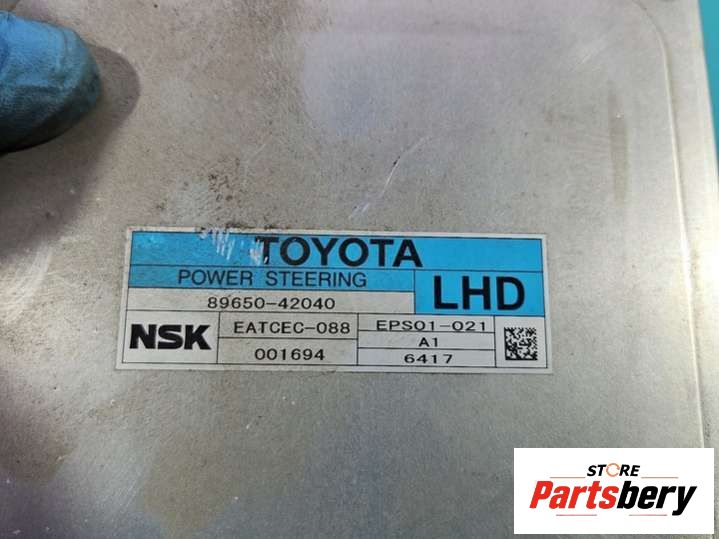 TOYOTA
POWER STEERING
89650-42040
LHD
NSK
EATCEC-088
EPS01-021
A1
001694
6417
STORE
Partsbery